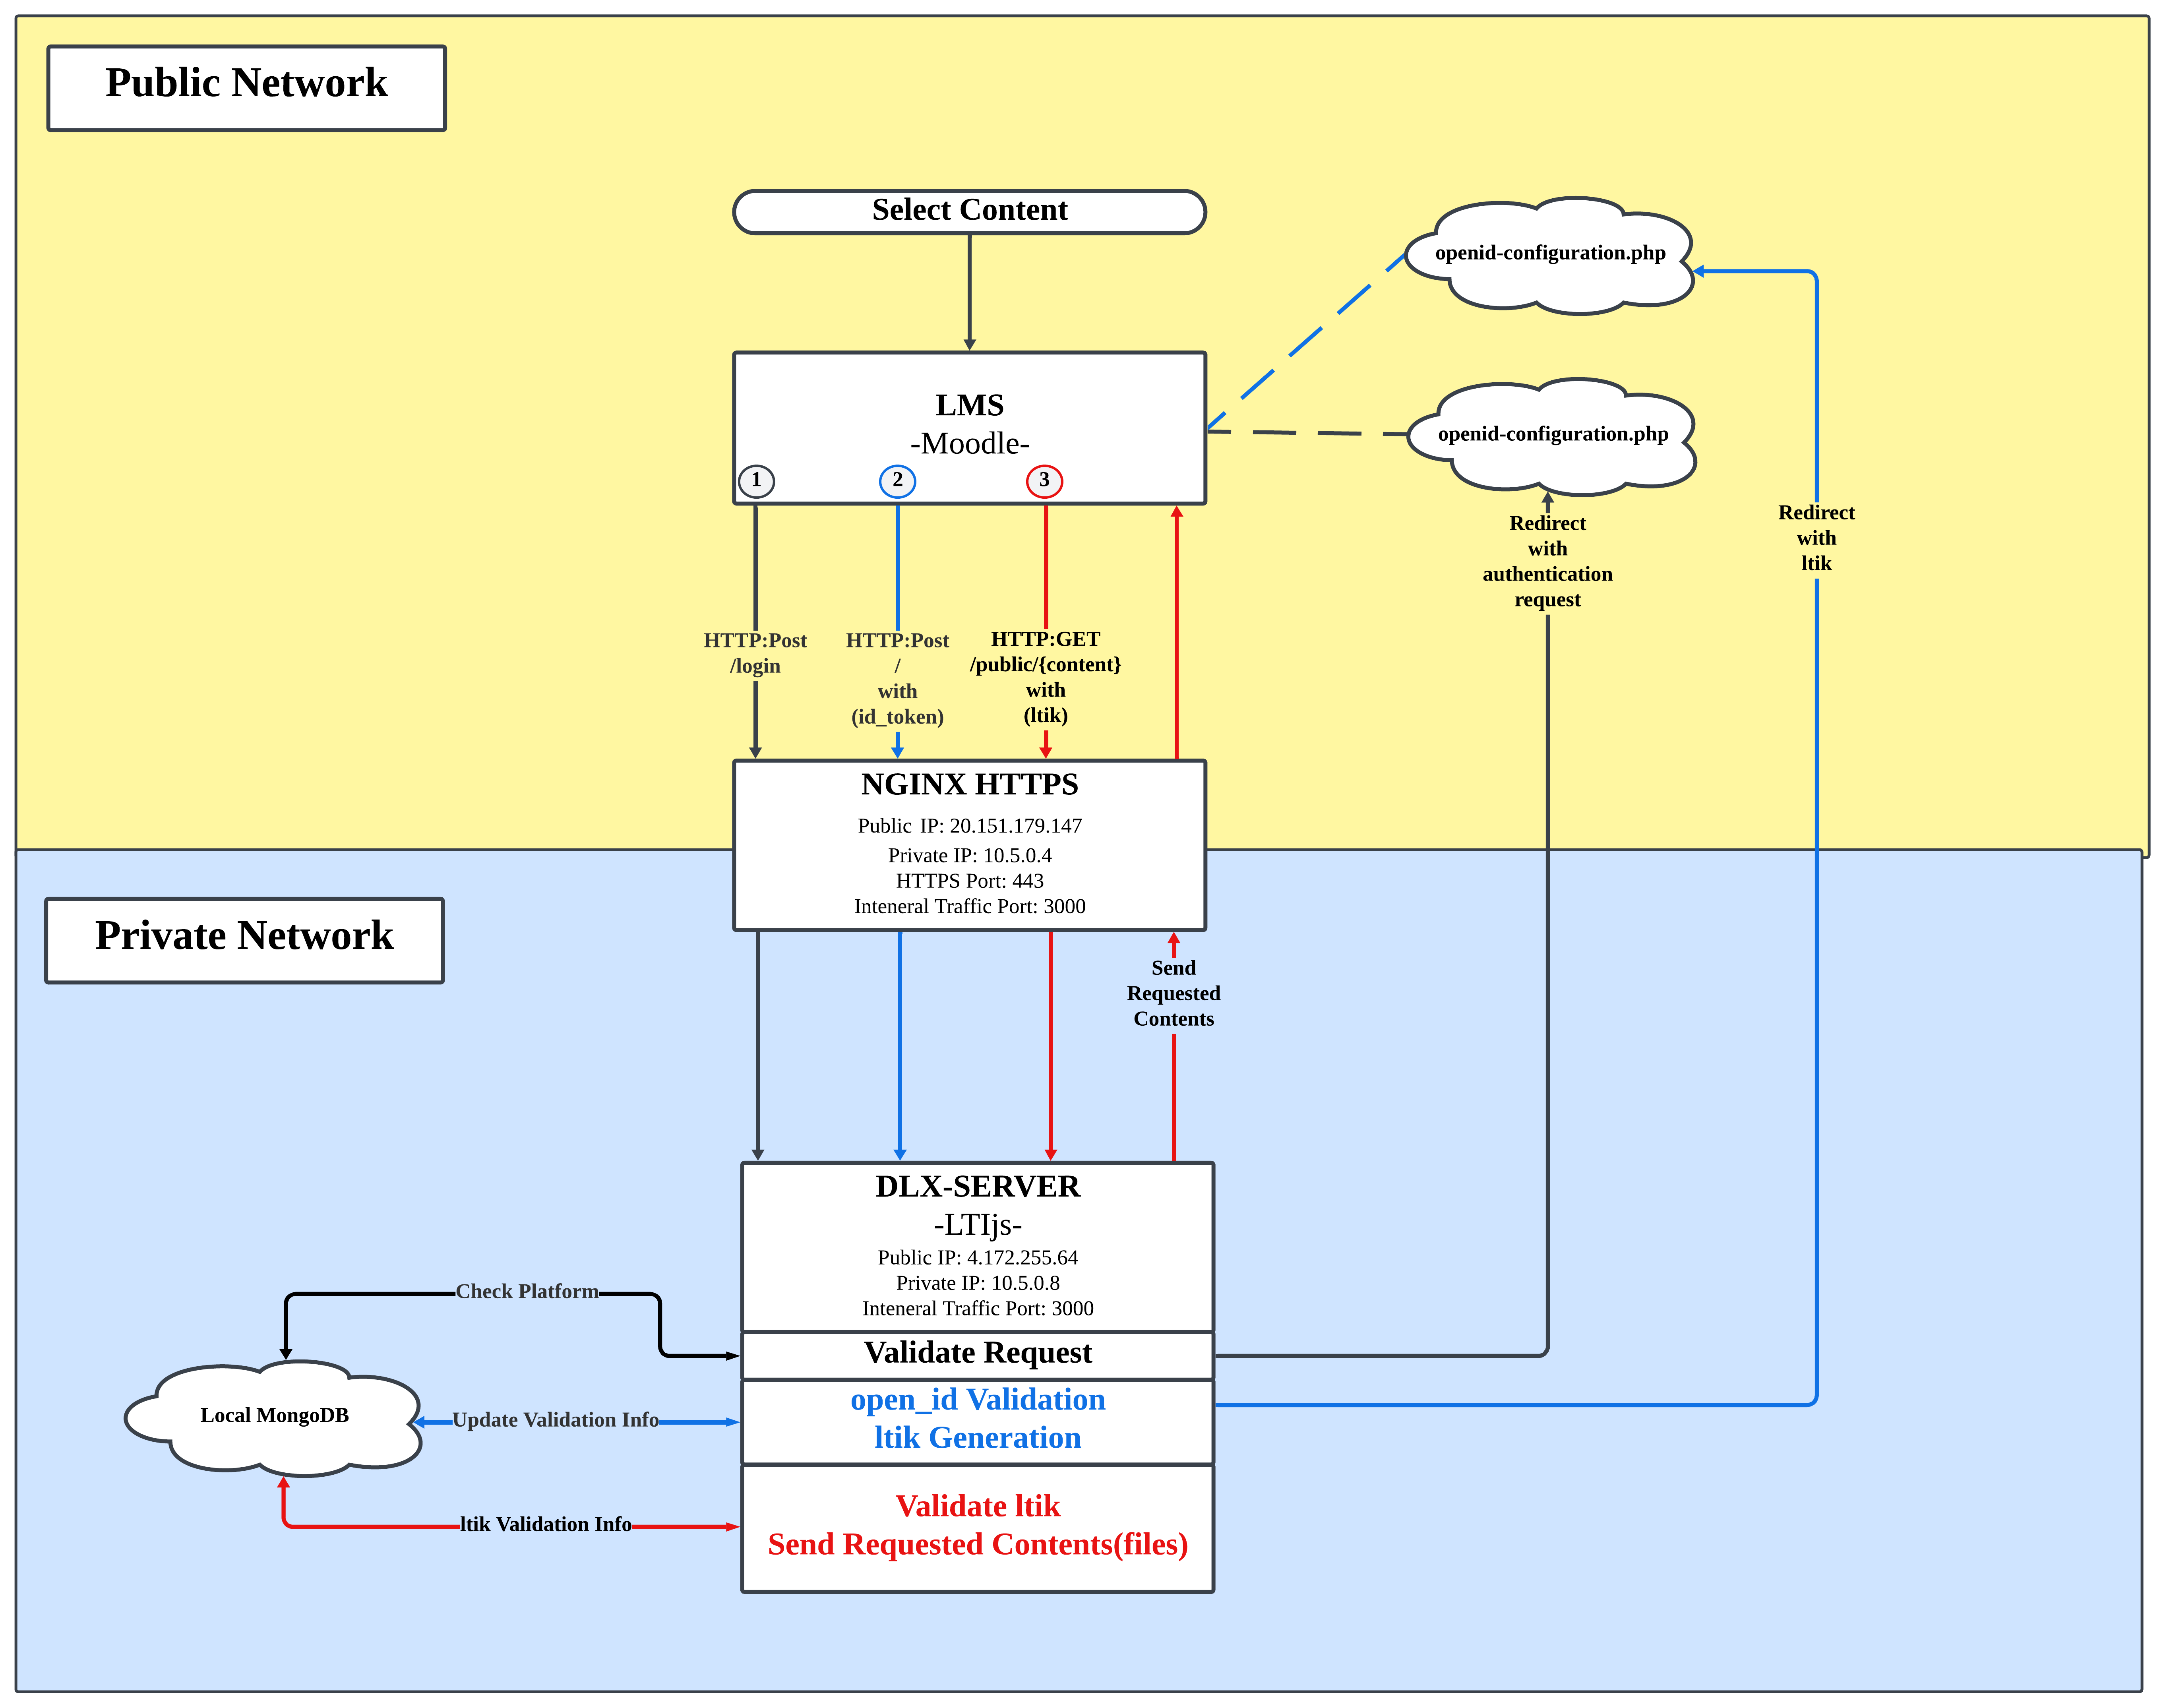 Public Network
Select Content
openid-configuration.php
LMS
-Moodle-
openid-configuration.php
1
2
3
Redirect
with
authentication
request
Redirect
with
ltik
HTTP:Post
/login
HTTP:Post
/
with
(id_token)
HTTP:GET
/public/{content}
with
(ltik)
NGINX HTTPS
Public IP: 20.151.179.147
Private IP: 10.5.0.4
HTTPS Port: 443
Inteneral Traffic Port: 3000
Private Network
Send
Requested
Contents
DLX-SERVER
-LTIjs-
Public IP: 4.172.255.64
Private IP: 10.5.0.8
Inteneral Traffic Port: 3000
Check Platform
Validate Request
Local MongoDB
Update Validation Info
open_id Validation
ltik Generation
ltik Validation Info
Validate ltik
Send Requested Contents(files)